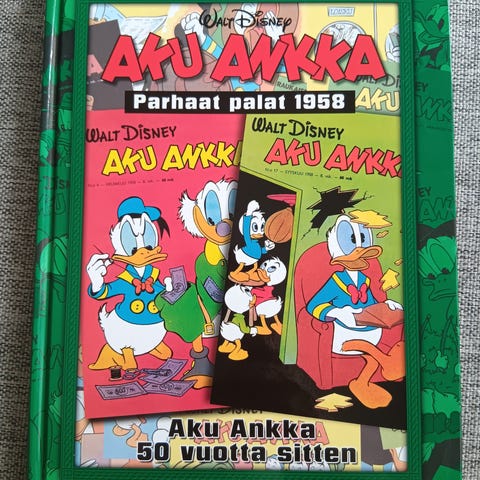 WALT DISNEY
AKU ANKKA
Parhaat palat 1958
WALT DISNEY
AKU ANKKA
WALT DISNEY
AKU ANKKA
Aku Ankka
50 vuotta sitten